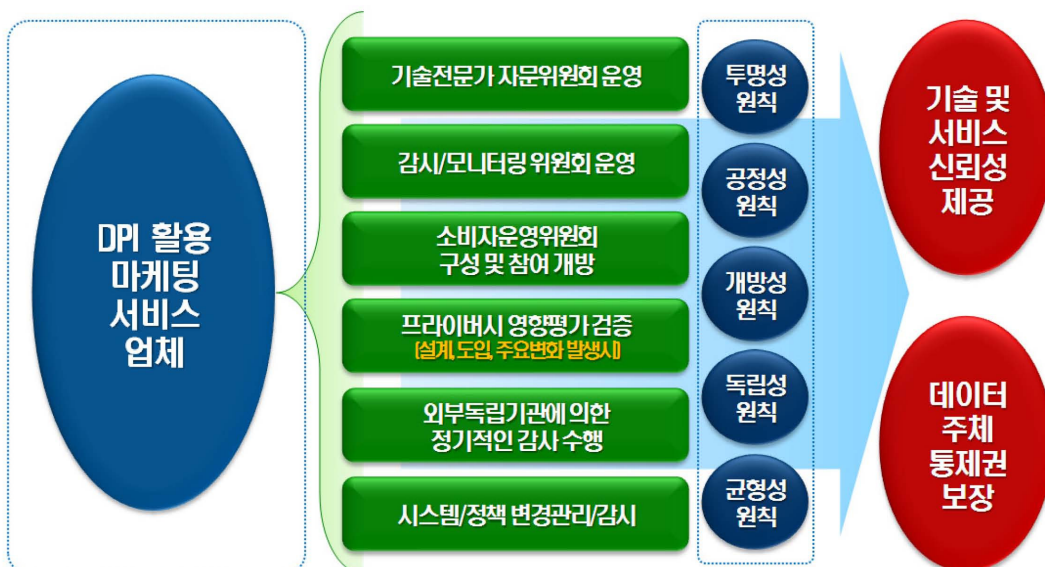 DPI 활용
마케팅
서비스
업체
기술전문가 자문위원회 운영
감시/모니터링 위원회 운영
소비자운영위원회
구성 및 참여 개방
프라이버시 영향평가 검증
(설계, 도입, 주요변화 발생시)
외부독립기관에 의한
정기적인 감사 수행
시스템/정책 변경관리/감시
투명성
원칙
공정성
원칙
개방성
원칙
독립성
원칙
균형성
원칙
기술 및
서비스
신뢰성
제공
데이터
주체
통제권
보장